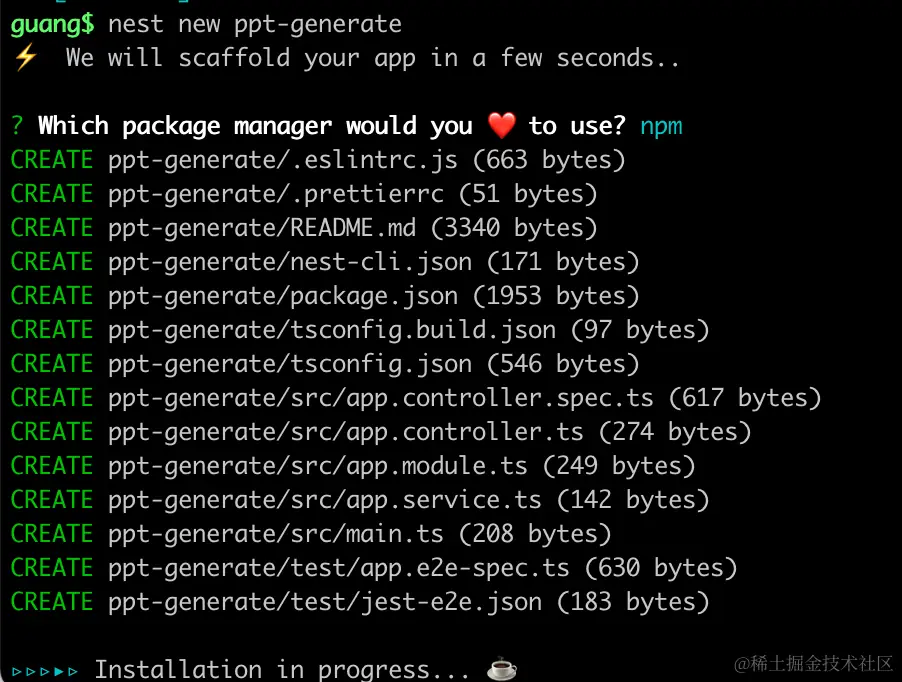 guang$ nest new ppt-generate
⚡ We will scaffold your app in a few seconds..
? Which package manager would you ❤️ to use? npm
CREATE ppt-generate/.eslintrc.js (663 bytes)
CREATE ppt-generate/.prettierrc (51 bytes)
CREATE ppt-generate/README.md (3340 bytes)
CREATE ppt-generate/nest-cli.json (171 bytes)
CREATE ppt-generate/package.json (1953 bytes)
CREATE ppt-generate/tsconfig.build.json (97 bytes)
CREATE ppt-generate/tsconfig.json (546 bytes)
CREATE ppt-generate/src/app.controller.spec.ts (617 bytes)
CREATE ppt-generate/src/app.controller.ts (274 bytes)
CREATE ppt-generate/src/app.module.ts (249 bytes)
CREATE ppt-generate/src/app.service.ts (142 bytes)
CREATE ppt-generate/src/main.ts (208 bytes)
CREATE ppt-generate/test/app.e2e-spec.ts (630 bytes)
CREATE ppt-generate/test/jest-e2e.json (183 bytes)
▹▹▹▸▹ Installation in progress... ☕
@稀土掘金技术社区